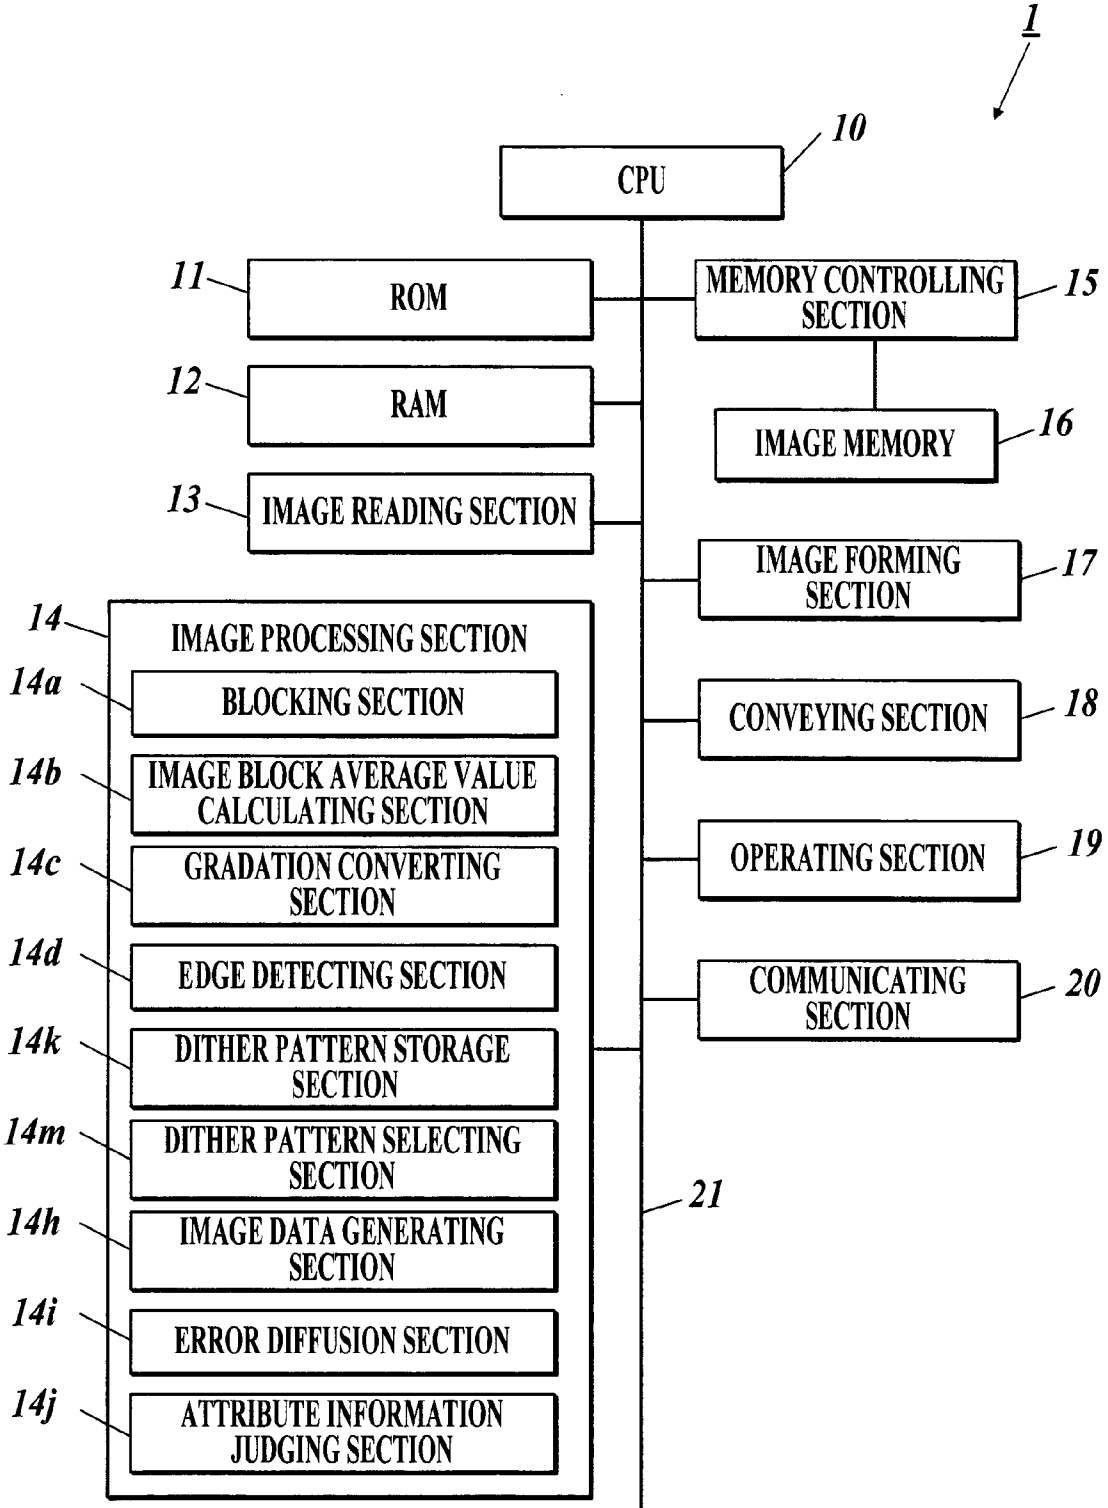 1
10
CPU
11
ROM
MEMORY CONTROLLING
SECTION
15
12
RAM
IMAGE MEMORY
16
13
IMAGE READING SECTION
IMAGE FORMING
SECTION
17
14
IMAGE PROCESSING SECTION
14a
BLOCKING SECTION
CONVEYING SECTION
18
14b
IMAGE BLOCK AVERAGE VALUE
CALCULATING SECTION
14c
GRADATION CONVERTING
SECTION
OPERATING SECTION
19
14d
EDGE DETECTING SECTION
COMMUNICATING
SECTION
20
14k
DITHER PATTERN STORAGE
SECTION
14m
DITHER PATTERN SELECTING
SECTION
21
14h
IMAGE DATA GENERATING
SECTION
14i
ERROR DIFFUSION SECTION
14j
ATTRIBUTE INFORMATION
JUDGING SECTION